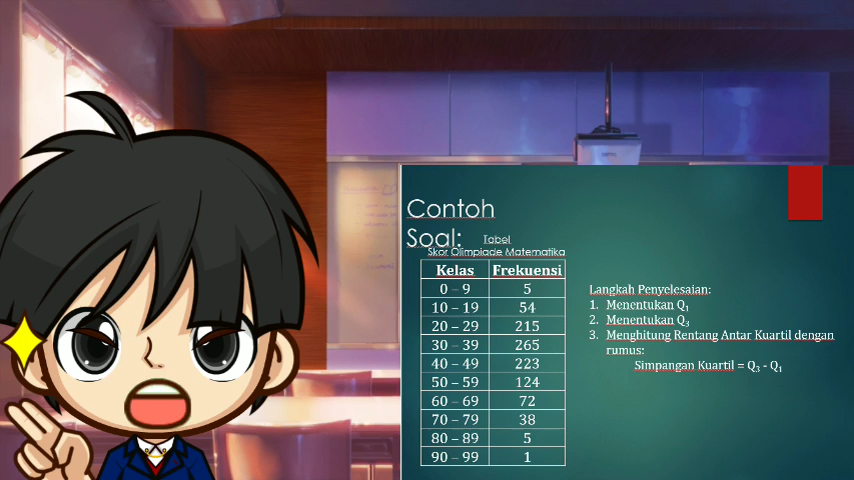 Contoh
Soal:
Tabel
Skor Olimpiade Matematika
Kelas Frekuensi
0 – 9 5
10 – 19 54
20 – 29 215
30 – 39 265
40 – 49 223
50 – 59 124
60 – 69 72
70 – 79 38
80 – 89 5
90 – 99 1
Langkah Penyelesaian:
1. Menentukan Q₁
2. Menentukan Q₃
3. Menghitung Rentang Antar Kuartil dengan
rumus:
Simpangan Kuartil = Q₃ - Q₁